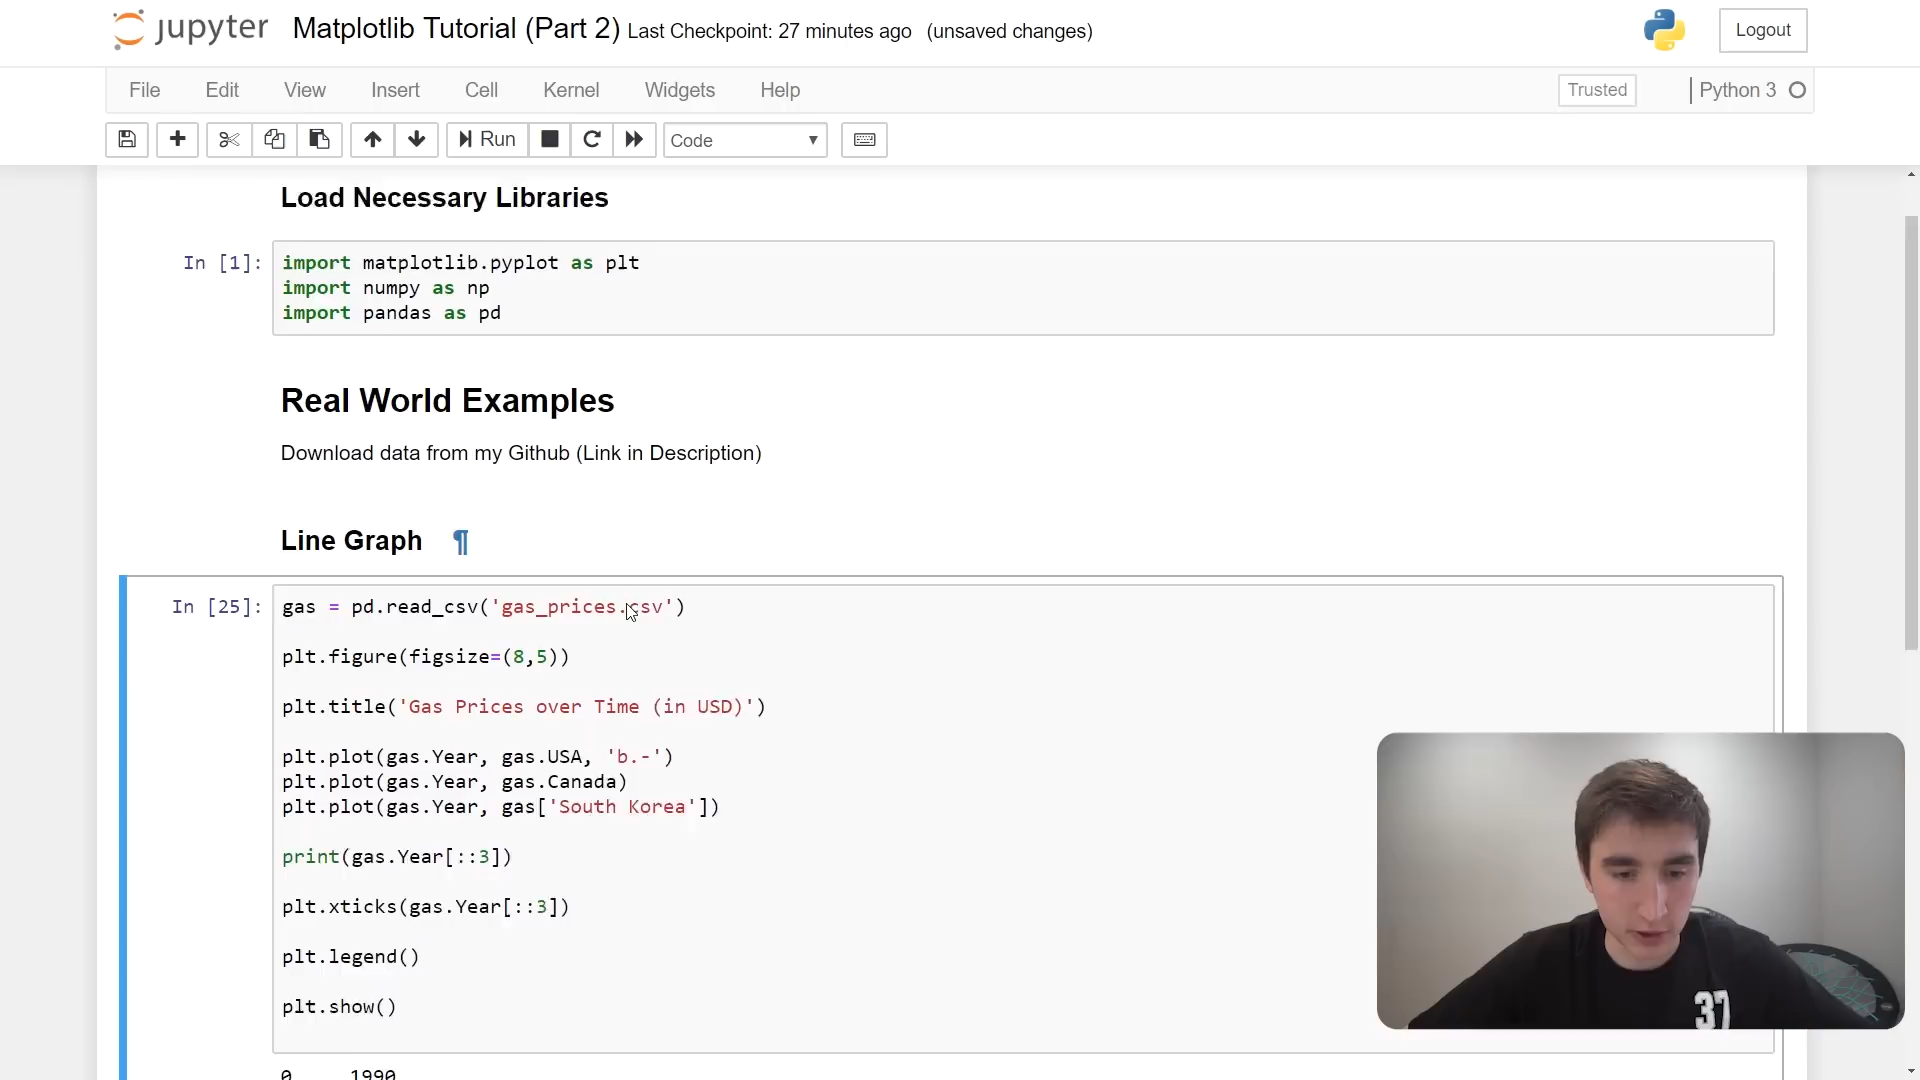 jupyter Matplotlib Tutorial (Part 2) Last Checkpoint: 27 minutes ago (unsaved changes) Logout
File Edit View Insert Cell Kernel Widgets Help Trusted Python 3
Run Code
Load Necessary Libraries
In [1]: import matplotlib.pyplot as plt
import numpy as np
import pandas as pd
Real World Examples
Download data from my Github (Link in Description)
Line Graph ¶
In [25]: gas = pd.read_csv('gas_prices.csv')
plt.figure(figsize=(8,5))
plt.title('Gas Prices over Time (in USD)')
plt.plot(gas.Year, gas.USA, 'b.-')
plt.plot(gas.Year, gas.Canada)
plt.plot(gas.Year, gas['South Korea'])
print(gas.Year[::3])
plt.xticks(gas.Year[::3])
plt.legend()
plt.show()
0 1990
37